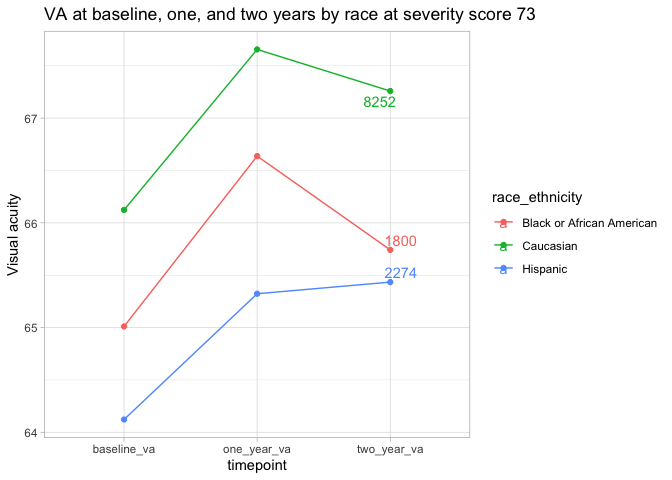 VA at baseline, one, and two years by race at severity score 73
67
66
65
64
Visual acuity
8252
1800
2274
baseline_va
one_year_va
two_year_va
timepoint
race_ethnicity
a Black or African American
a Caucasian
a Hispanic